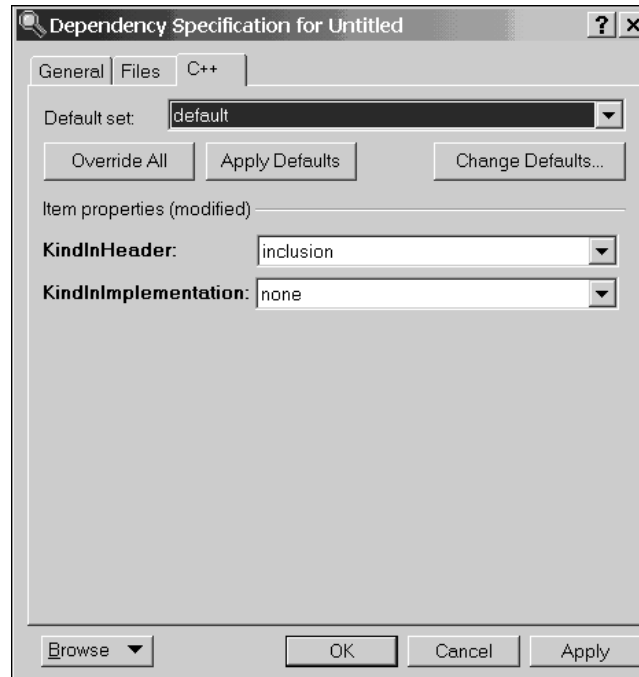 Dependency Specification for Untitled ? ×
General Files C++
Default set: default
Override All Apply Defaults Change Defaults...
Item properties (modified)
KindInHeader: inclusion
KindInImplementation: none
Browse OK Cancel Apply